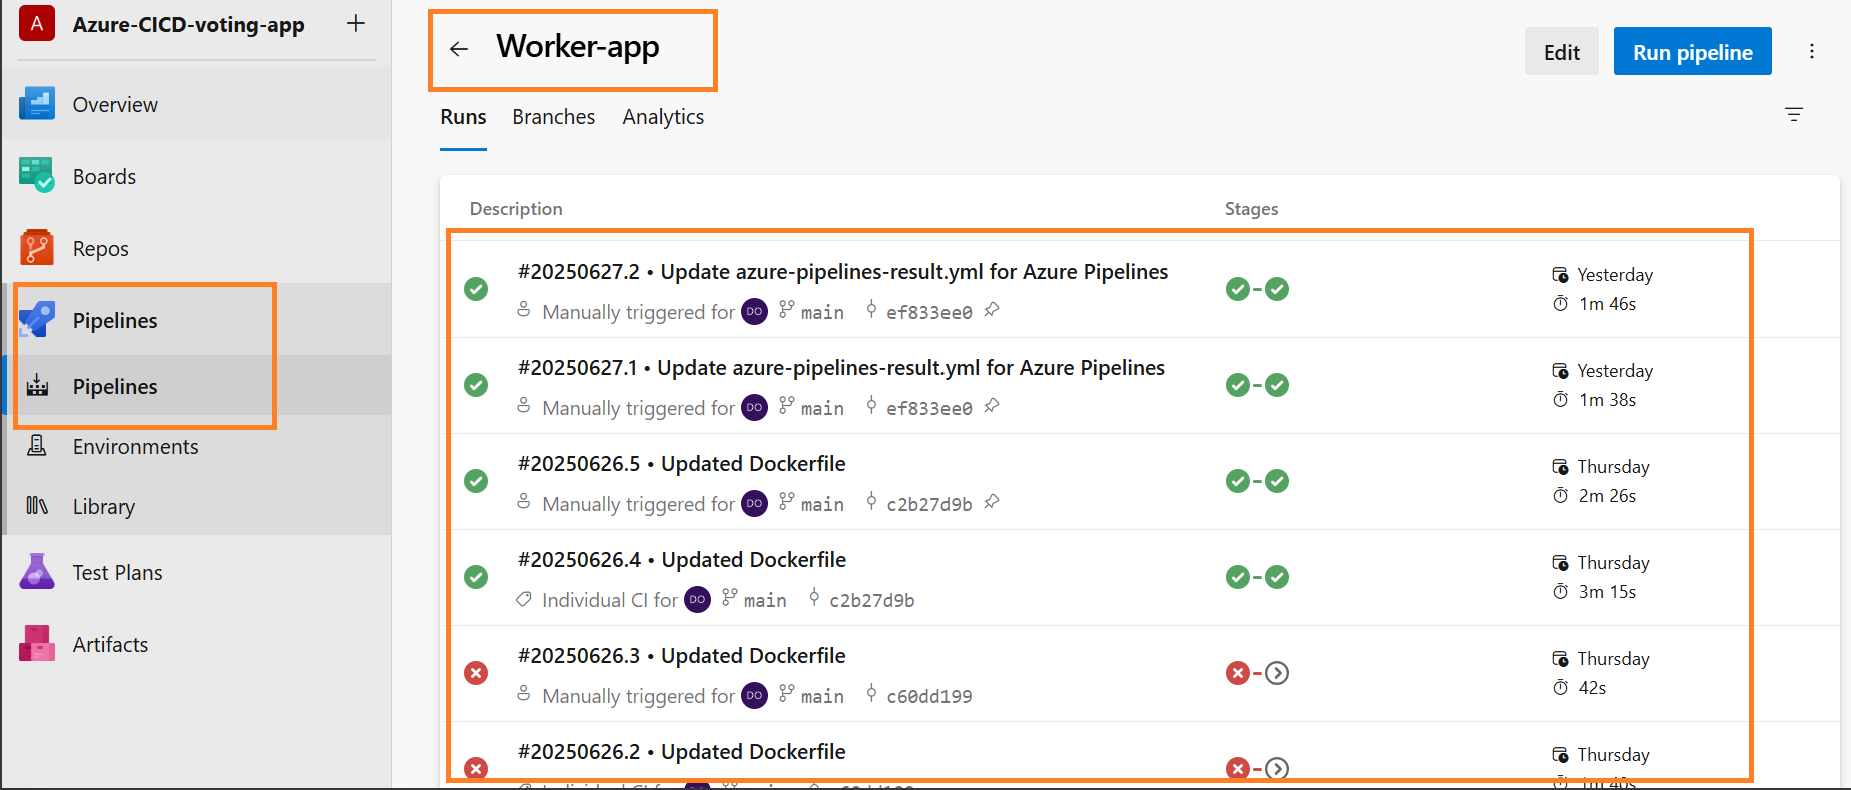 A Azure-CICD-voting-app +
Overview
Boards
Repos
Pipelines
Pipelines
Environments
Library
Test Plans
Artifacts
← Worker-app
Edit
Run pipeline
Runs Branches Analytics
Description Stages
#20250627.2 • Update azure-pipelines-result.yml for Azure Pipelines
Yesterday
Manually triggered for DO main ef833ee0
1m 46s
#20250627.1 • Update azure-pipelines-result.yml for Azure Pipelines
Yesterday
Manually triggered for DO main ef833ee0
1m 38s
#20250626.5 • Updated Dockerfile
Thursday
Manually triggered for DO main c2b27d9b
2m 26s
#20250626.4 • Updated Dockerfile
Thursday
Individual CI for DO main c2b27d9b
3m 15s
#20250626.3 • Updated Dockerfile
Thursday
Manually triggered for DO main c60dd199
42s
#20250626.2 • Updated Dockerfile
Thursday
Individual CI for